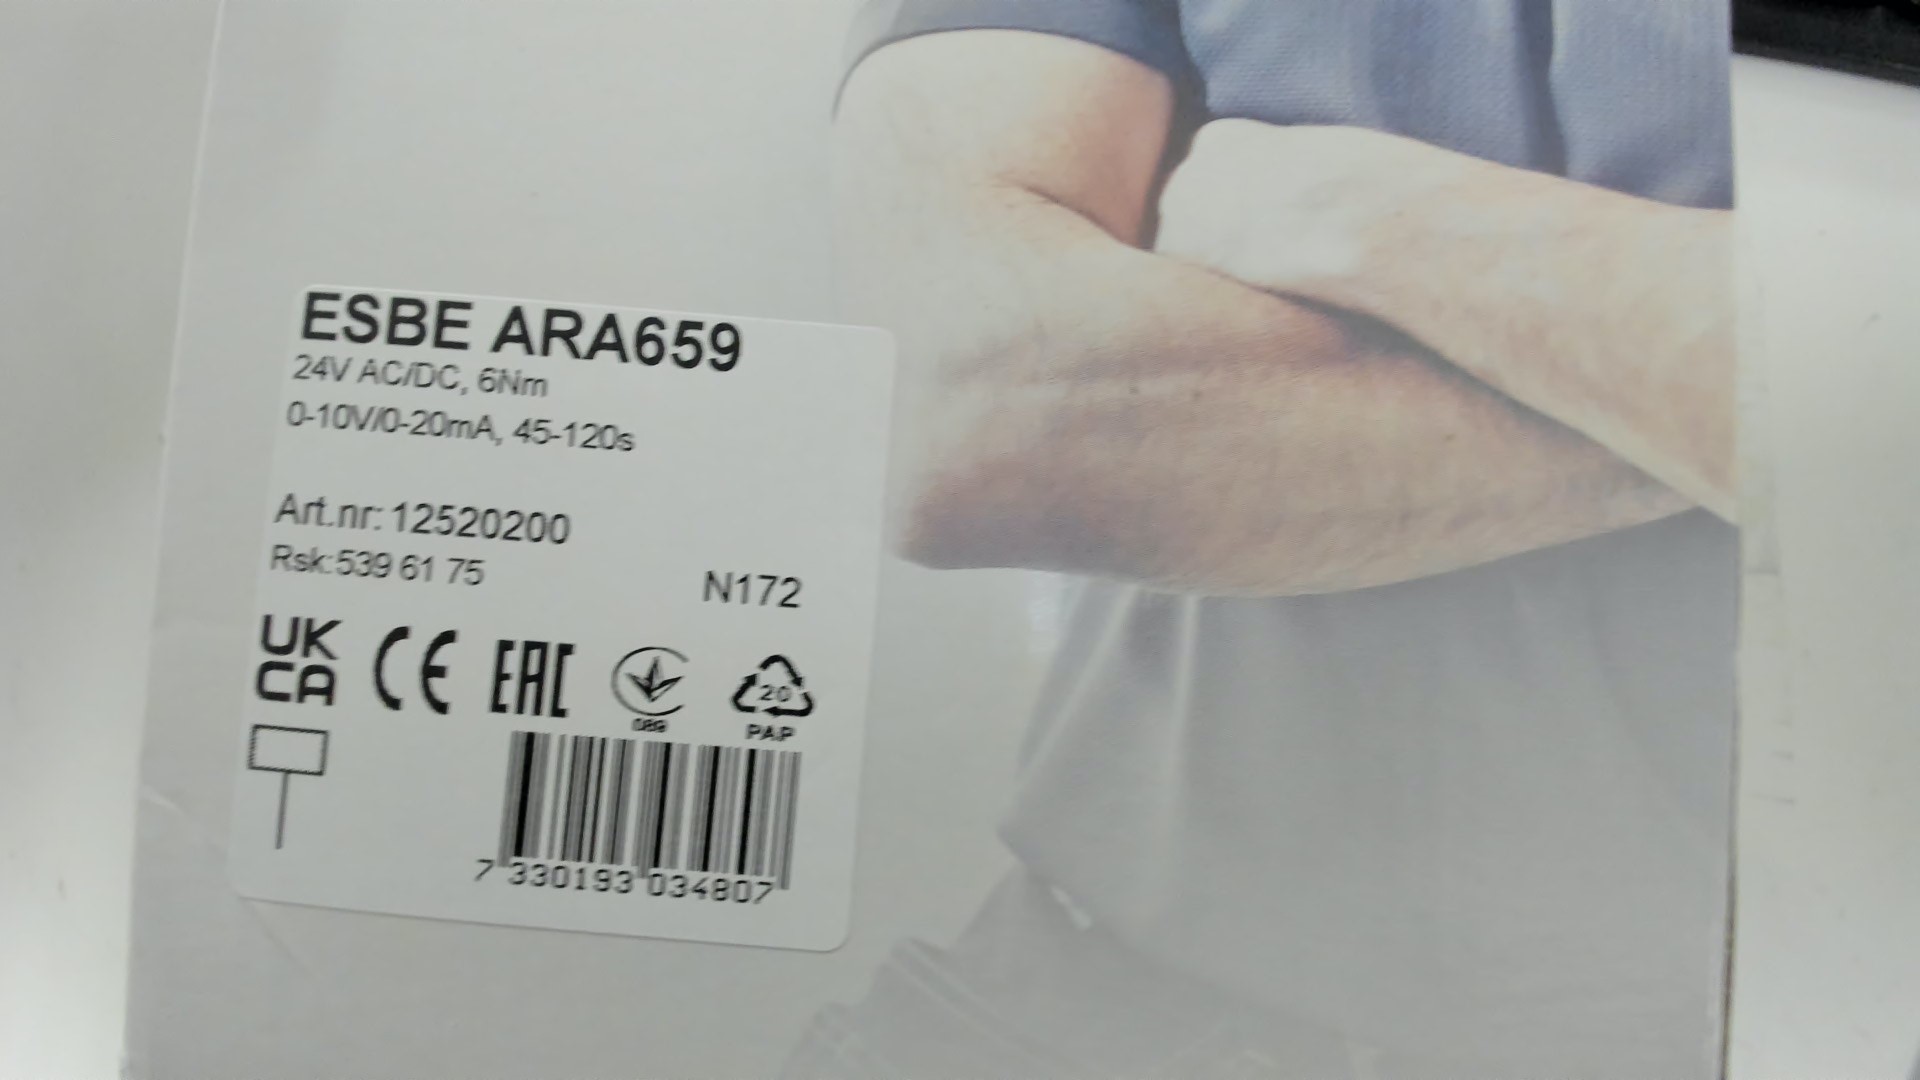 ESBE ARA659
24V AC/DC, 6Nm
0-10V/0-20mA, 45-120s
Art.nr: 12520200
Rsk:539 61 75
N172
UK
CA
CE
EAC
089
20
PAP
7 330193 034807